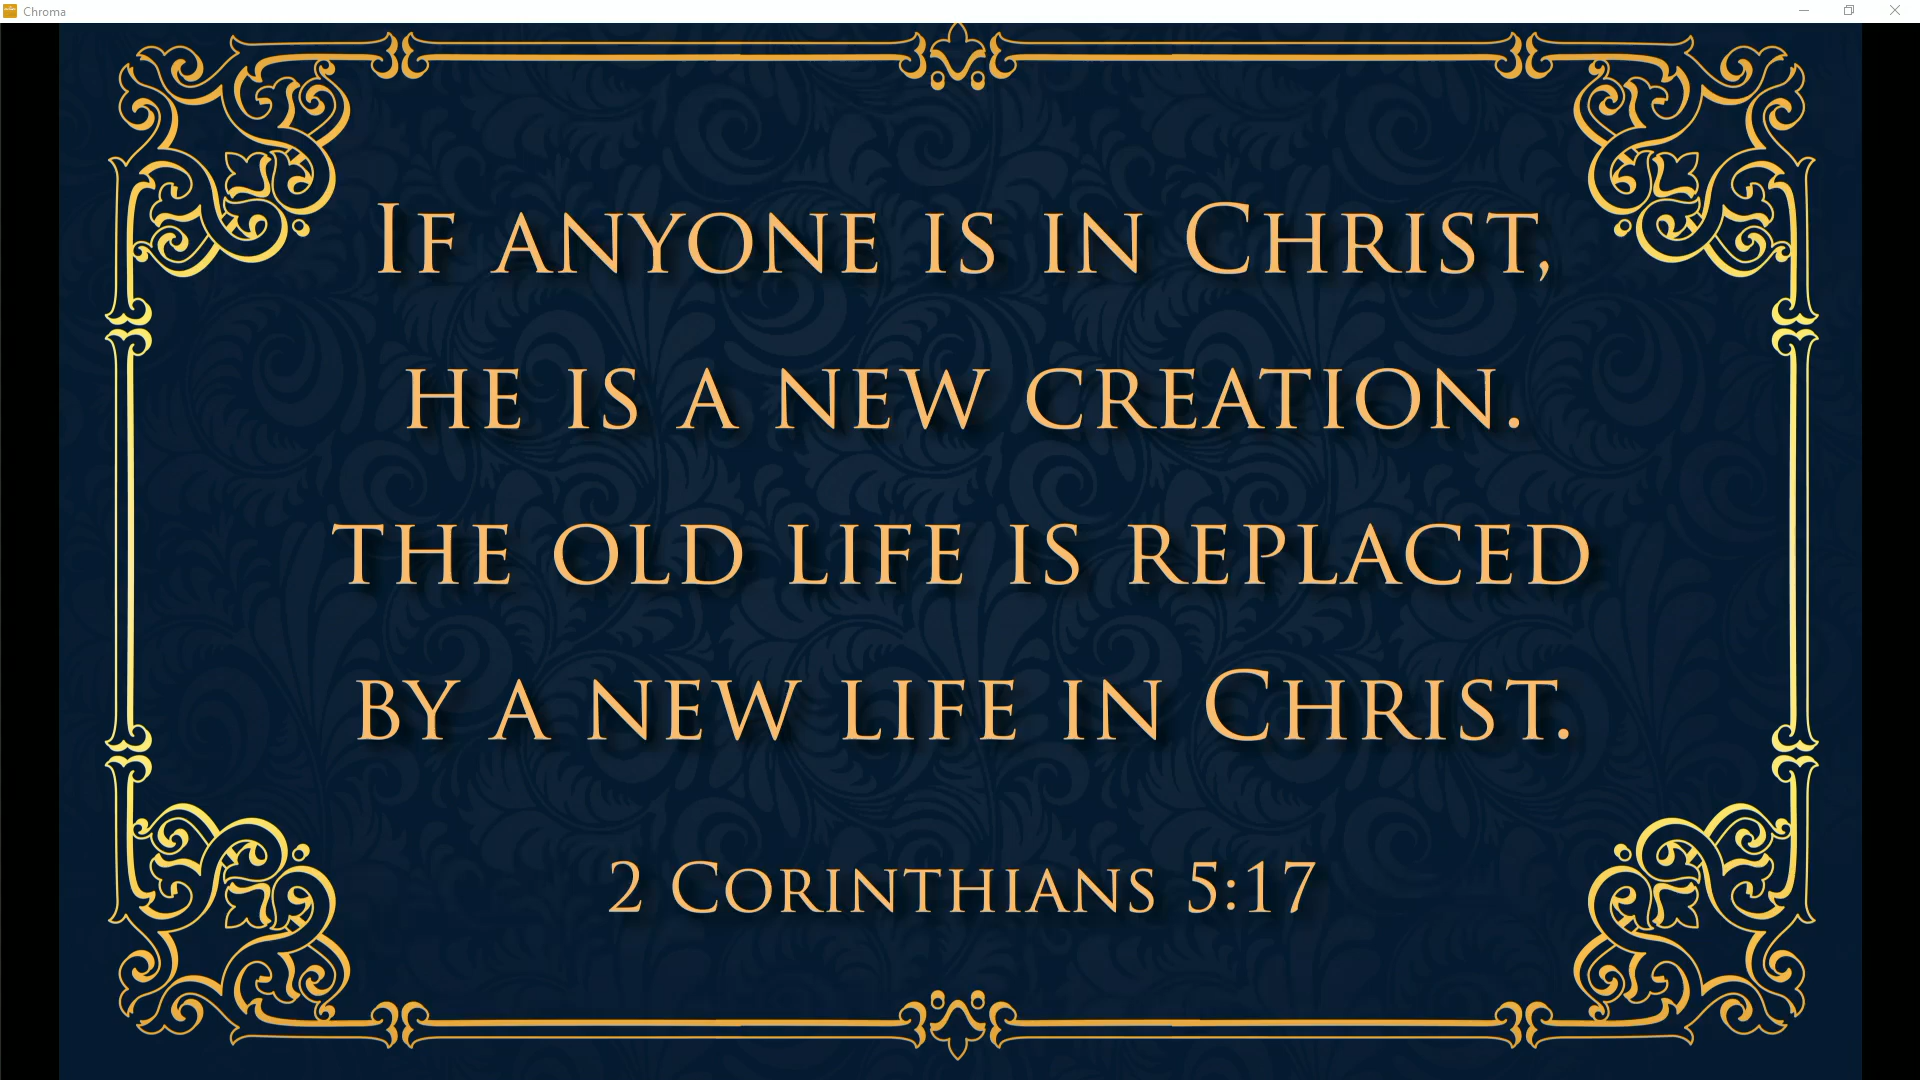 Chroma
If anyone is in Christ,
he is a new creation.
the old life is replaced
by a new life in Christ.
2 Corinthians 5:17